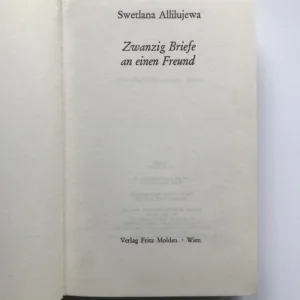 Swetlana Allilujewa
Zwanzig Briefe
an einen Freund
Verlag Fritz Molden · Wien